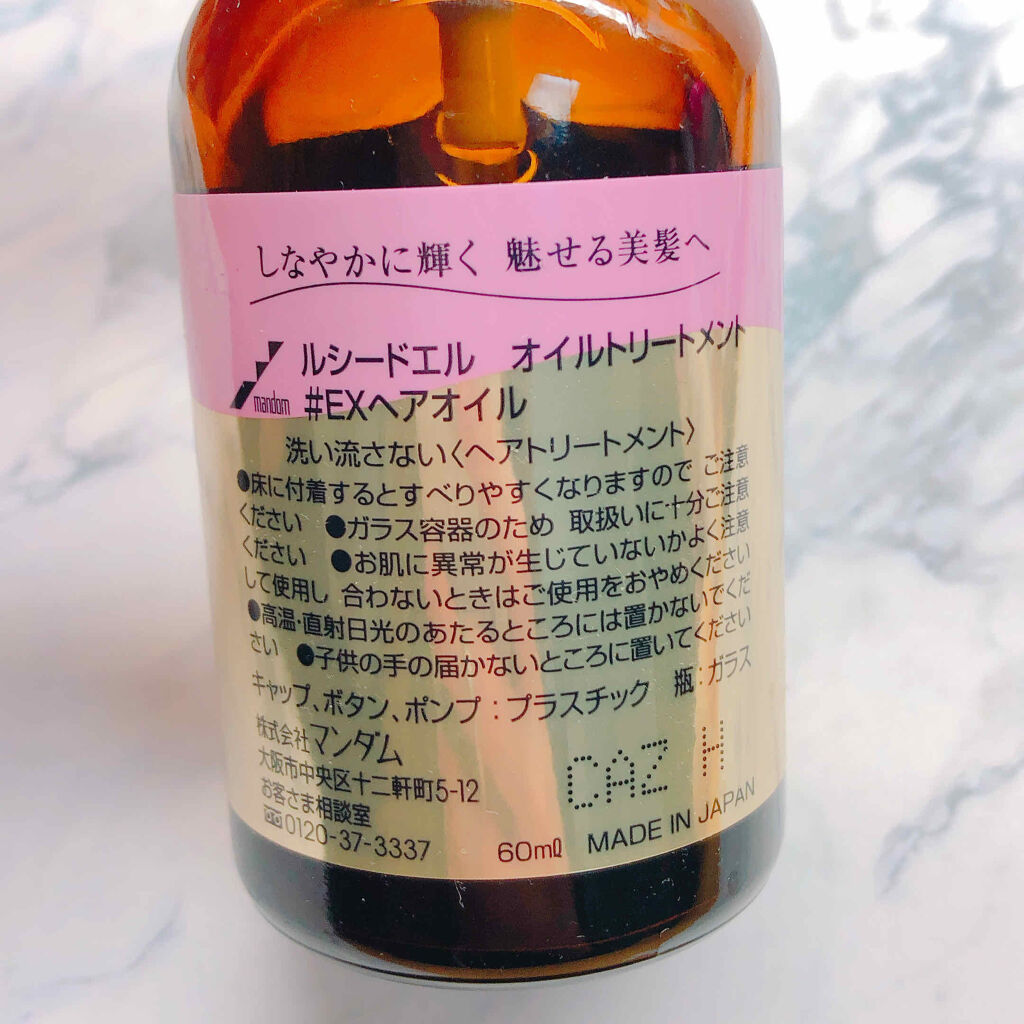 しなやかに輝く 魅せる美髪へ
mandom
ルシードエル オイルトリートメント
#EXヘアオイル
洗い流さない〈ヘアトリートメント〉
●床に付着するとすべりやすくなりますので ご注意
ください ●ガラス容器のため 取扱いに十分ご注意
ください ●お肌に異常が生じていないかよく注意
して使用し 合わないときはご使用をおやめください
●高温・直射日光のあたるところには置かないでくだ
さい ●子供の手の届かないところに置いてください
キャップ、ボタン、ポンプ：プラスチック 瓶：ガラス
株式会社マンダム
大阪市中央区十二軒町5-12
お客さま相談室
0120-37-3337
CAZ H
60mℓ MADE IN JAPAN